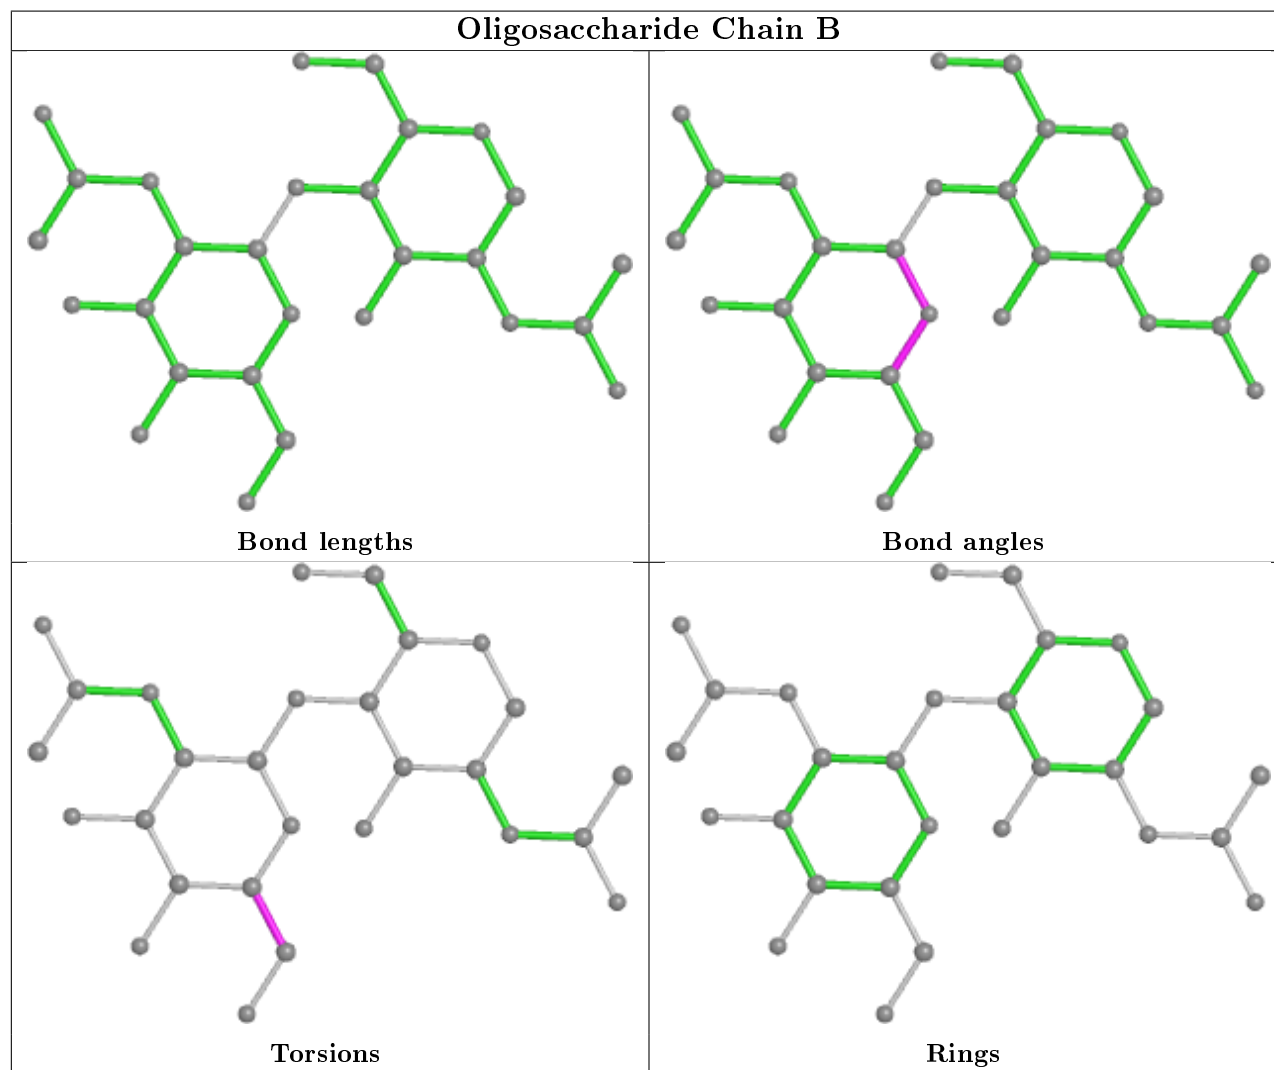 Oligosaccharide Chain B
Bond lengths
Bond angles
Torsions
Rings